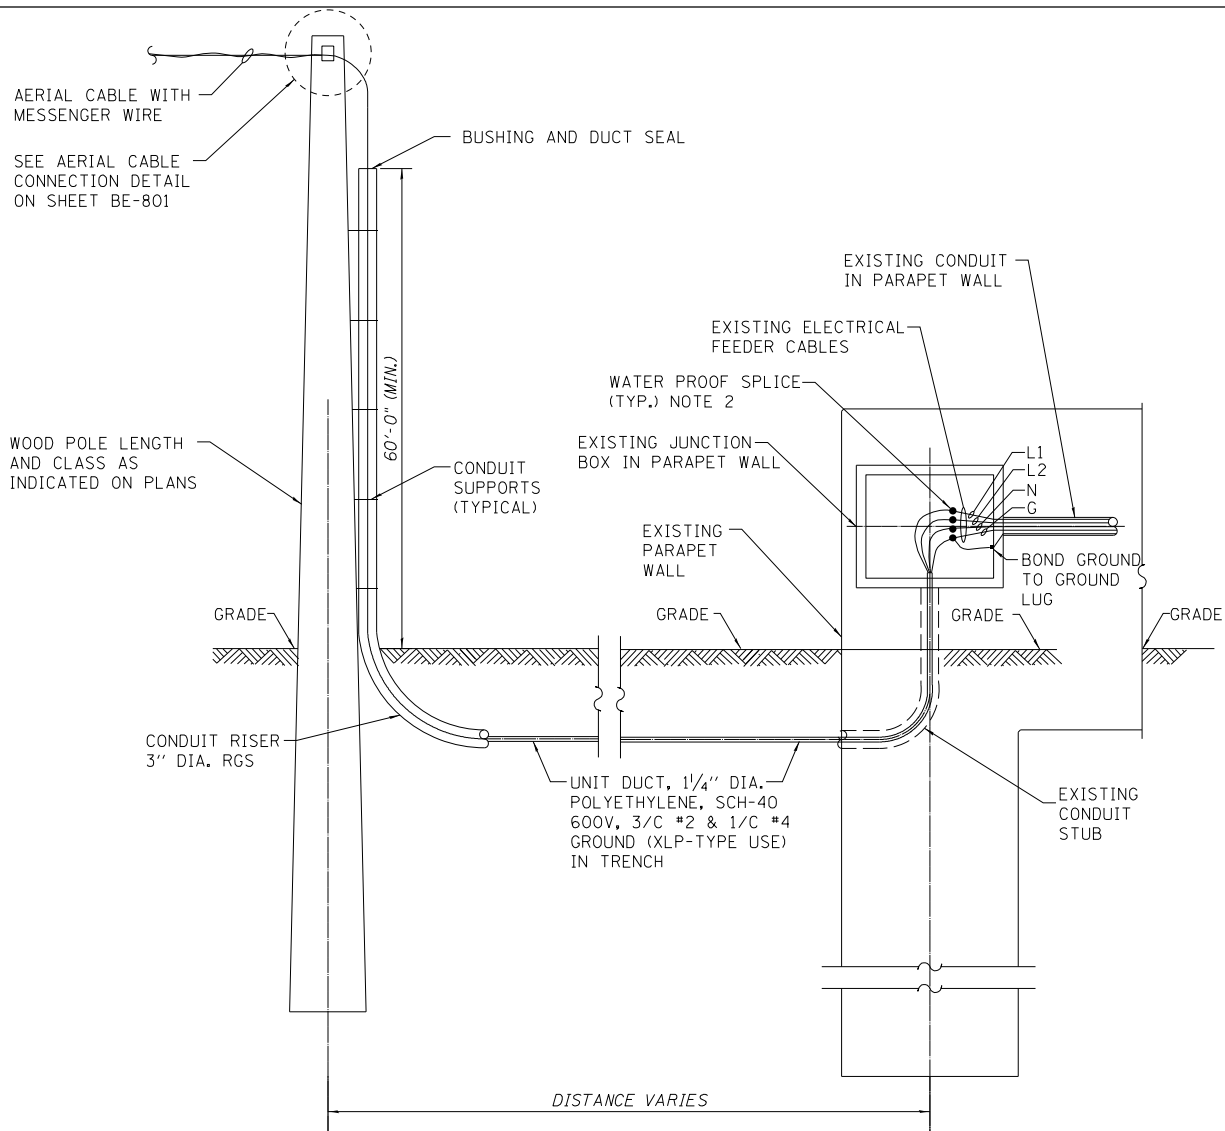 AERIAL CABLE WITH
MESSENGER WIRE
SEE AERIAL CABLE
CONNECTION DETAIL
ON SHEET BE-801
BUSHING AND DUCT SEAL
60'-0" (MIN.)
WOOD POLE LENGTH
AND CLASS AS
INDICATED ON PLANS
CONDUIT
SUPPORTS
(TYPICAL)
EXISTING CONDUIT
IN PARAPET WALL
EXISTING ELECTRICAL
FEEDER CABLES
WATER PROOF SPLICE
(TYP.) NOTE 2
EXISTING JUNCTION
BOX IN PARAPET WALL
L1
L2
N
G
EXISTING
PARAPET
WALL
BOND GROUND
TO GROUND
LUG
GRADE
GRADE
GRADE
GRADE
CONDUIT RISER
3" DIA. RGS
UNIT DUCT, 1 1/4" DIA.
POLYETHYLENE, SCH-40
600V, 3/C #2 & 1/C #4
GROUND (XLP-TYPE USE)
IN TRENCH
EXISTING
CONDUIT
STUB
DISTANCE VARIES